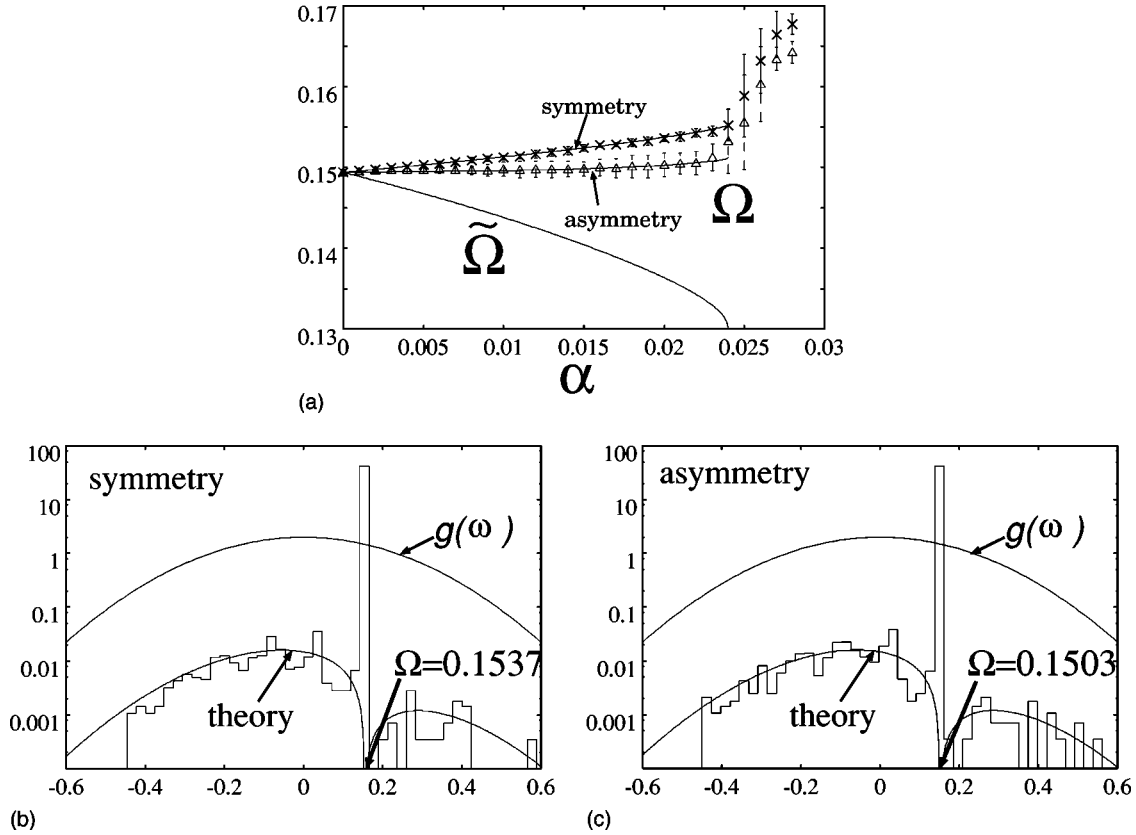 0.17
0.16
0.15
0.14
0.13
symmetry
asymmetry
Ω
Ω̃
0 0.005 0.01 0.015 0.02 0.025 0.03
α
(a)
100
10
1
0.1
0.01
0.001
symmetry
g(ω)
Ω=0.1537
theory
-0.6 -0.4 -0.2 0 0.2 0.4 0.6
(b)
100
10
1
0.1
0.01
0.001
asymmetry
g(ω)
Ω=0.1503
theory
-0.6 -0.4 -0.2 0 0.2 0.4 0.6
(c)